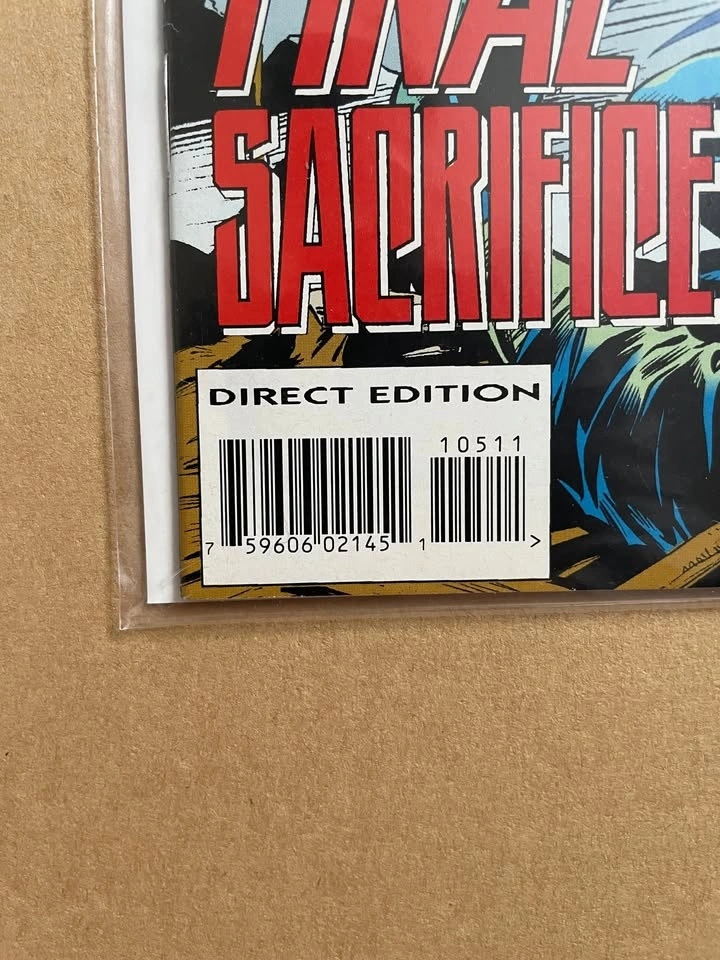 FINAL
SACRIFICE
DIRECT EDITION
10511
7 59606 02145 1 >